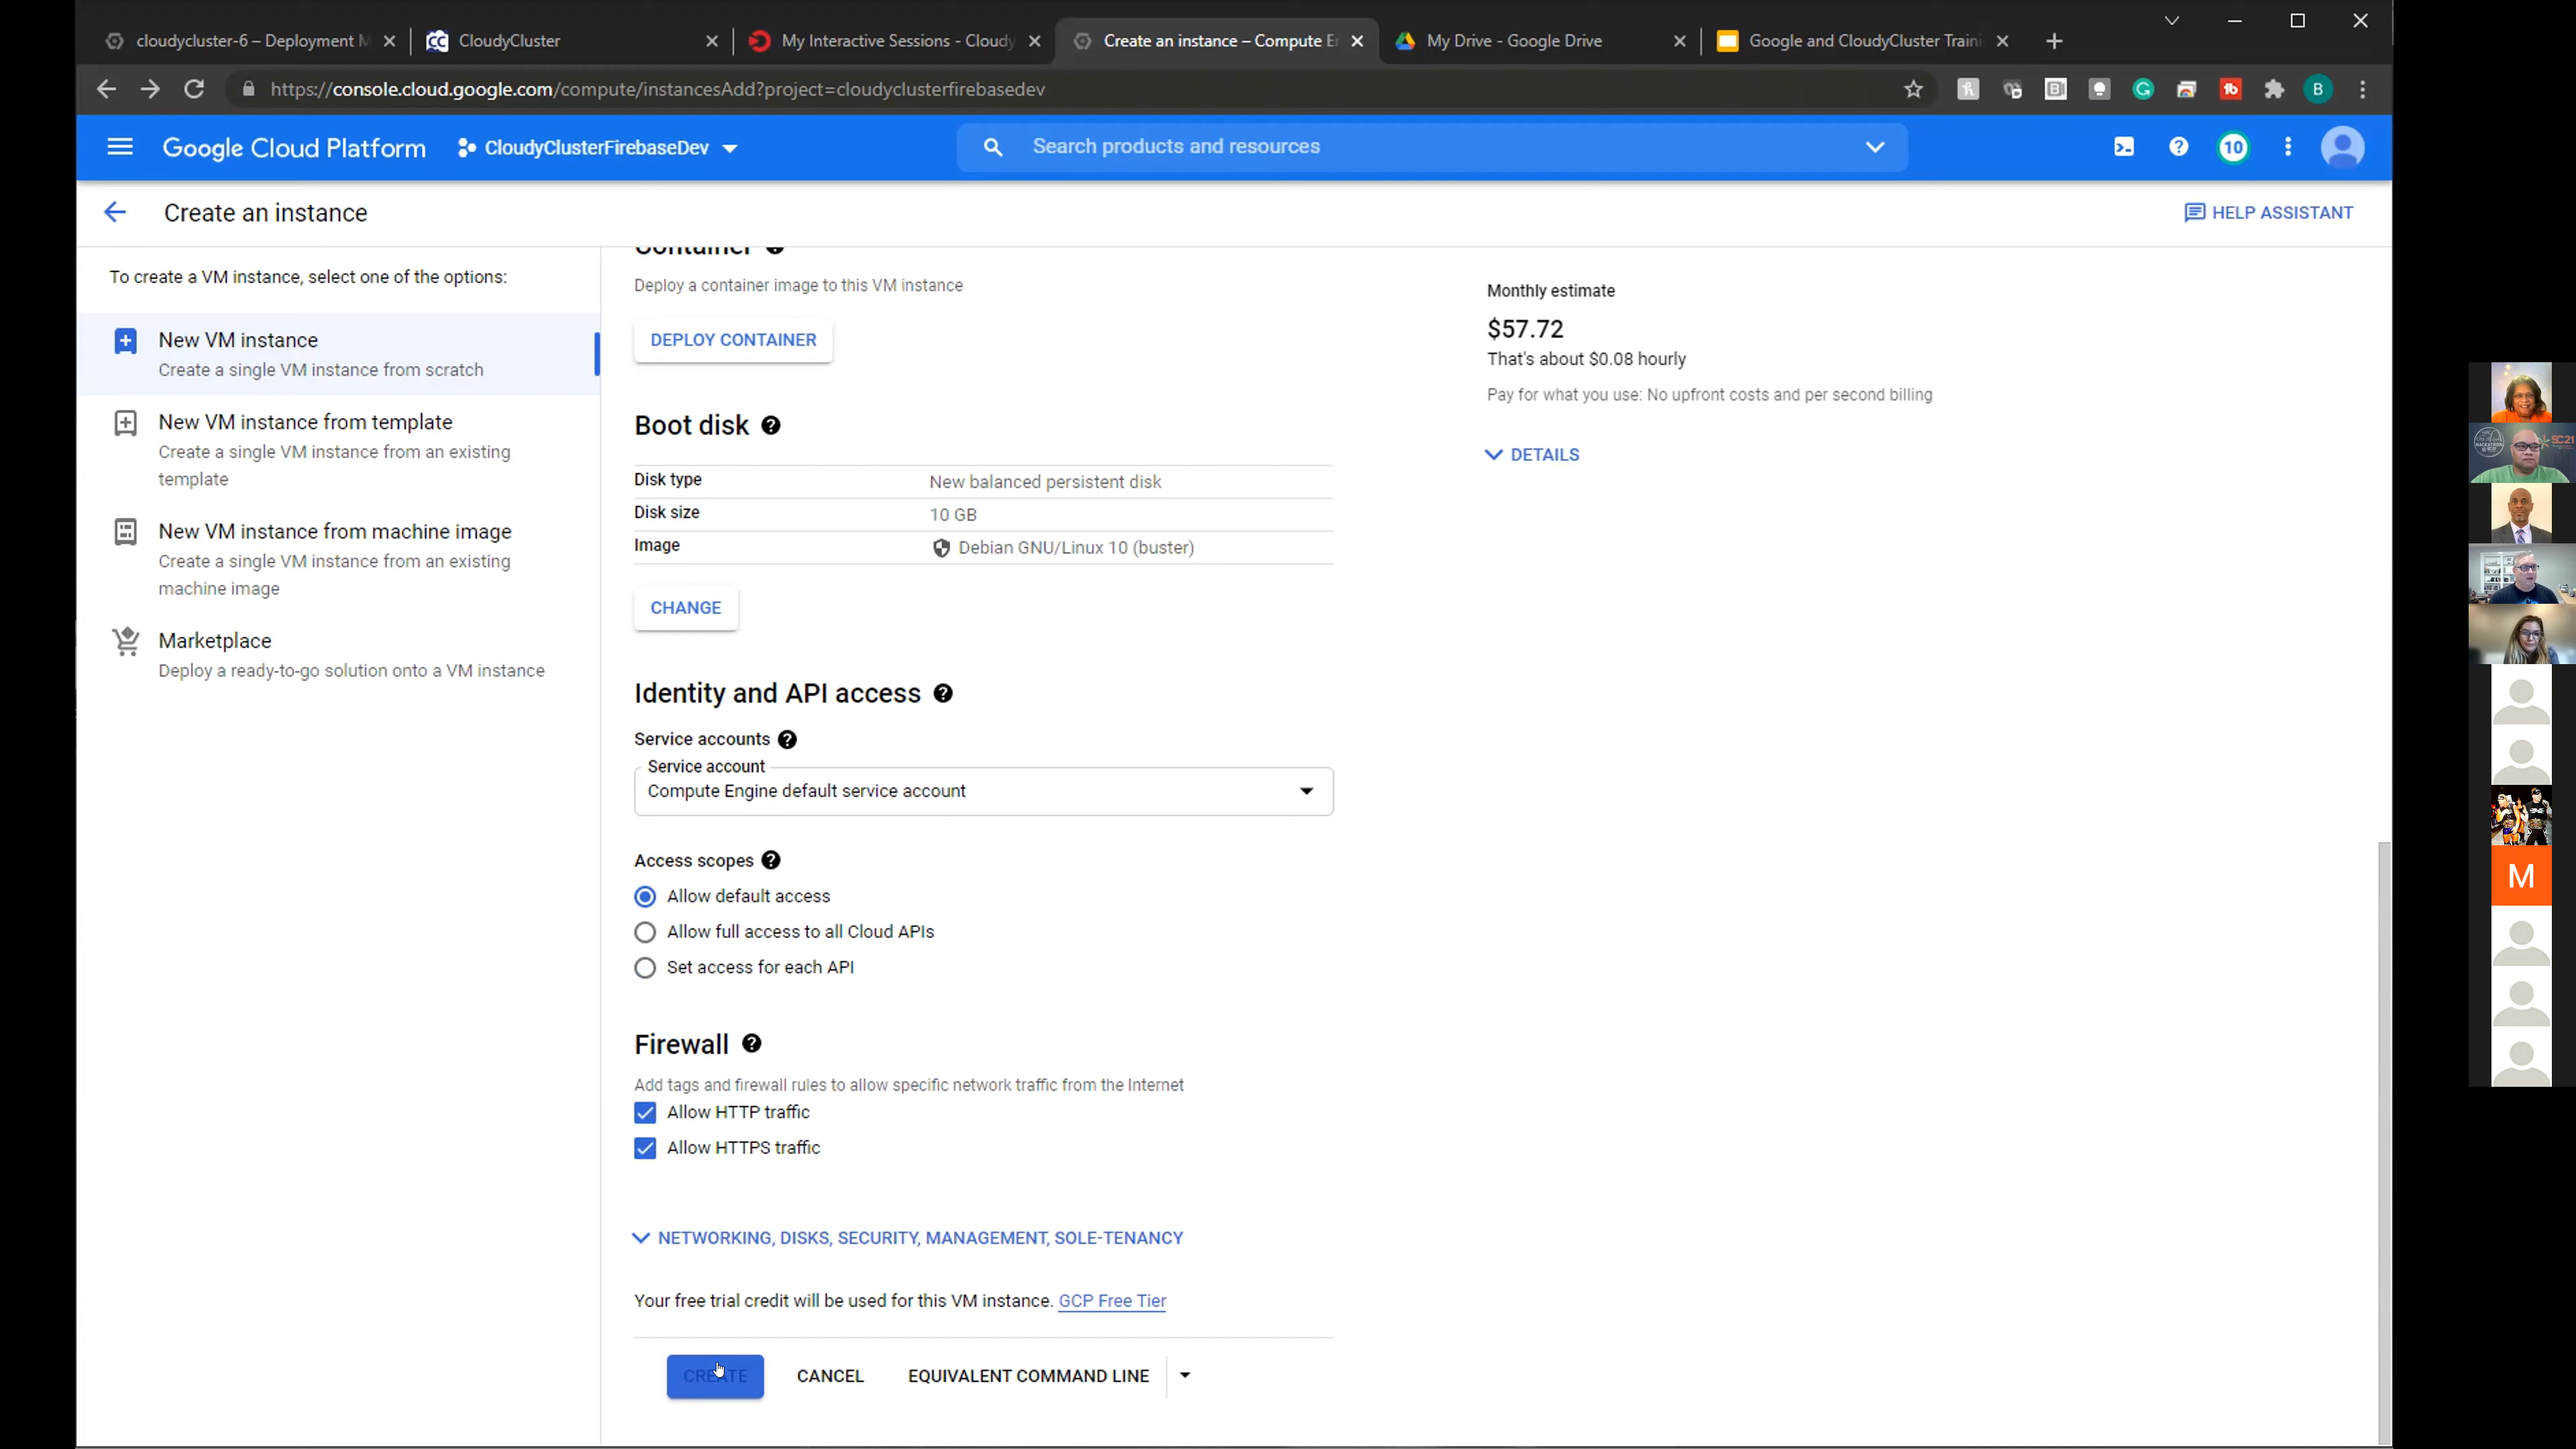 cloudycluster-6 – Deployment M
CloudyCluster
My Interactive Sessions - Cloudy
Create an instance – Compute E
My Drive - Google Drive
Google and CloudyCluster Traini
https://console.cloud.google.com/compute/instancesAdd?project=cloudyclusterfirebasedev
B
Google Cloud Platform
CloudyClusterFirebaseDev
Search products and resources
10
Create an instance
HELP ASSISTANT
To create a VM instance, select one of the options:
New VM instance
Create a single VM instance from scratch
New VM instance from template
Create a single VM instance from an existing
template
New VM instance from machine image
Create a single VM instance from an existing
machine image
Marketplace
Deploy a ready-to-go solution onto a VM instance
Container
Deploy a container image to this VM instance
DEPLOY CONTAINER
Boot disk
Disk type New balanced persistent disk
Disk size 10 GB
Image Debian GNU/Linux 10 (buster)
CHANGE
Identity and API access
Service accounts
Service account
Compute Engine default service account
Access scopes
Allow default access
Allow full access to all Cloud APIs
Set access for each API
Firewall
Add tags and firewall rules to allow specific network traffic from the Internet
Allow HTTP traffic
Allow HTTPS traffic
NETWORKING, DISKS, SECURITY, MANAGEMENT, SOLE-TENANCY
Your free trial credit will be used for this VM instance. GCP Free Tier
CREATE
CANCEL
EQUIVALENT COMMAND LINE
Monthly estimate
$57.72
That's about $0.08 hourly
Pay for what you use: No upfront costs and per second billing
DETAILS
SC21
M